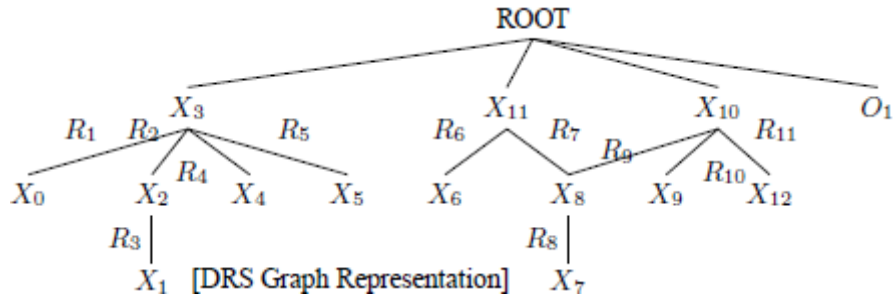 ROOT
X3 X11 X10 O1
R1 R2 R5 R6 R7 R9 R11
R4 R10
X0 X2 X4 X5 X6 X8 X9 X12
R3 R8
X1 [DRS Graph Representation] X7